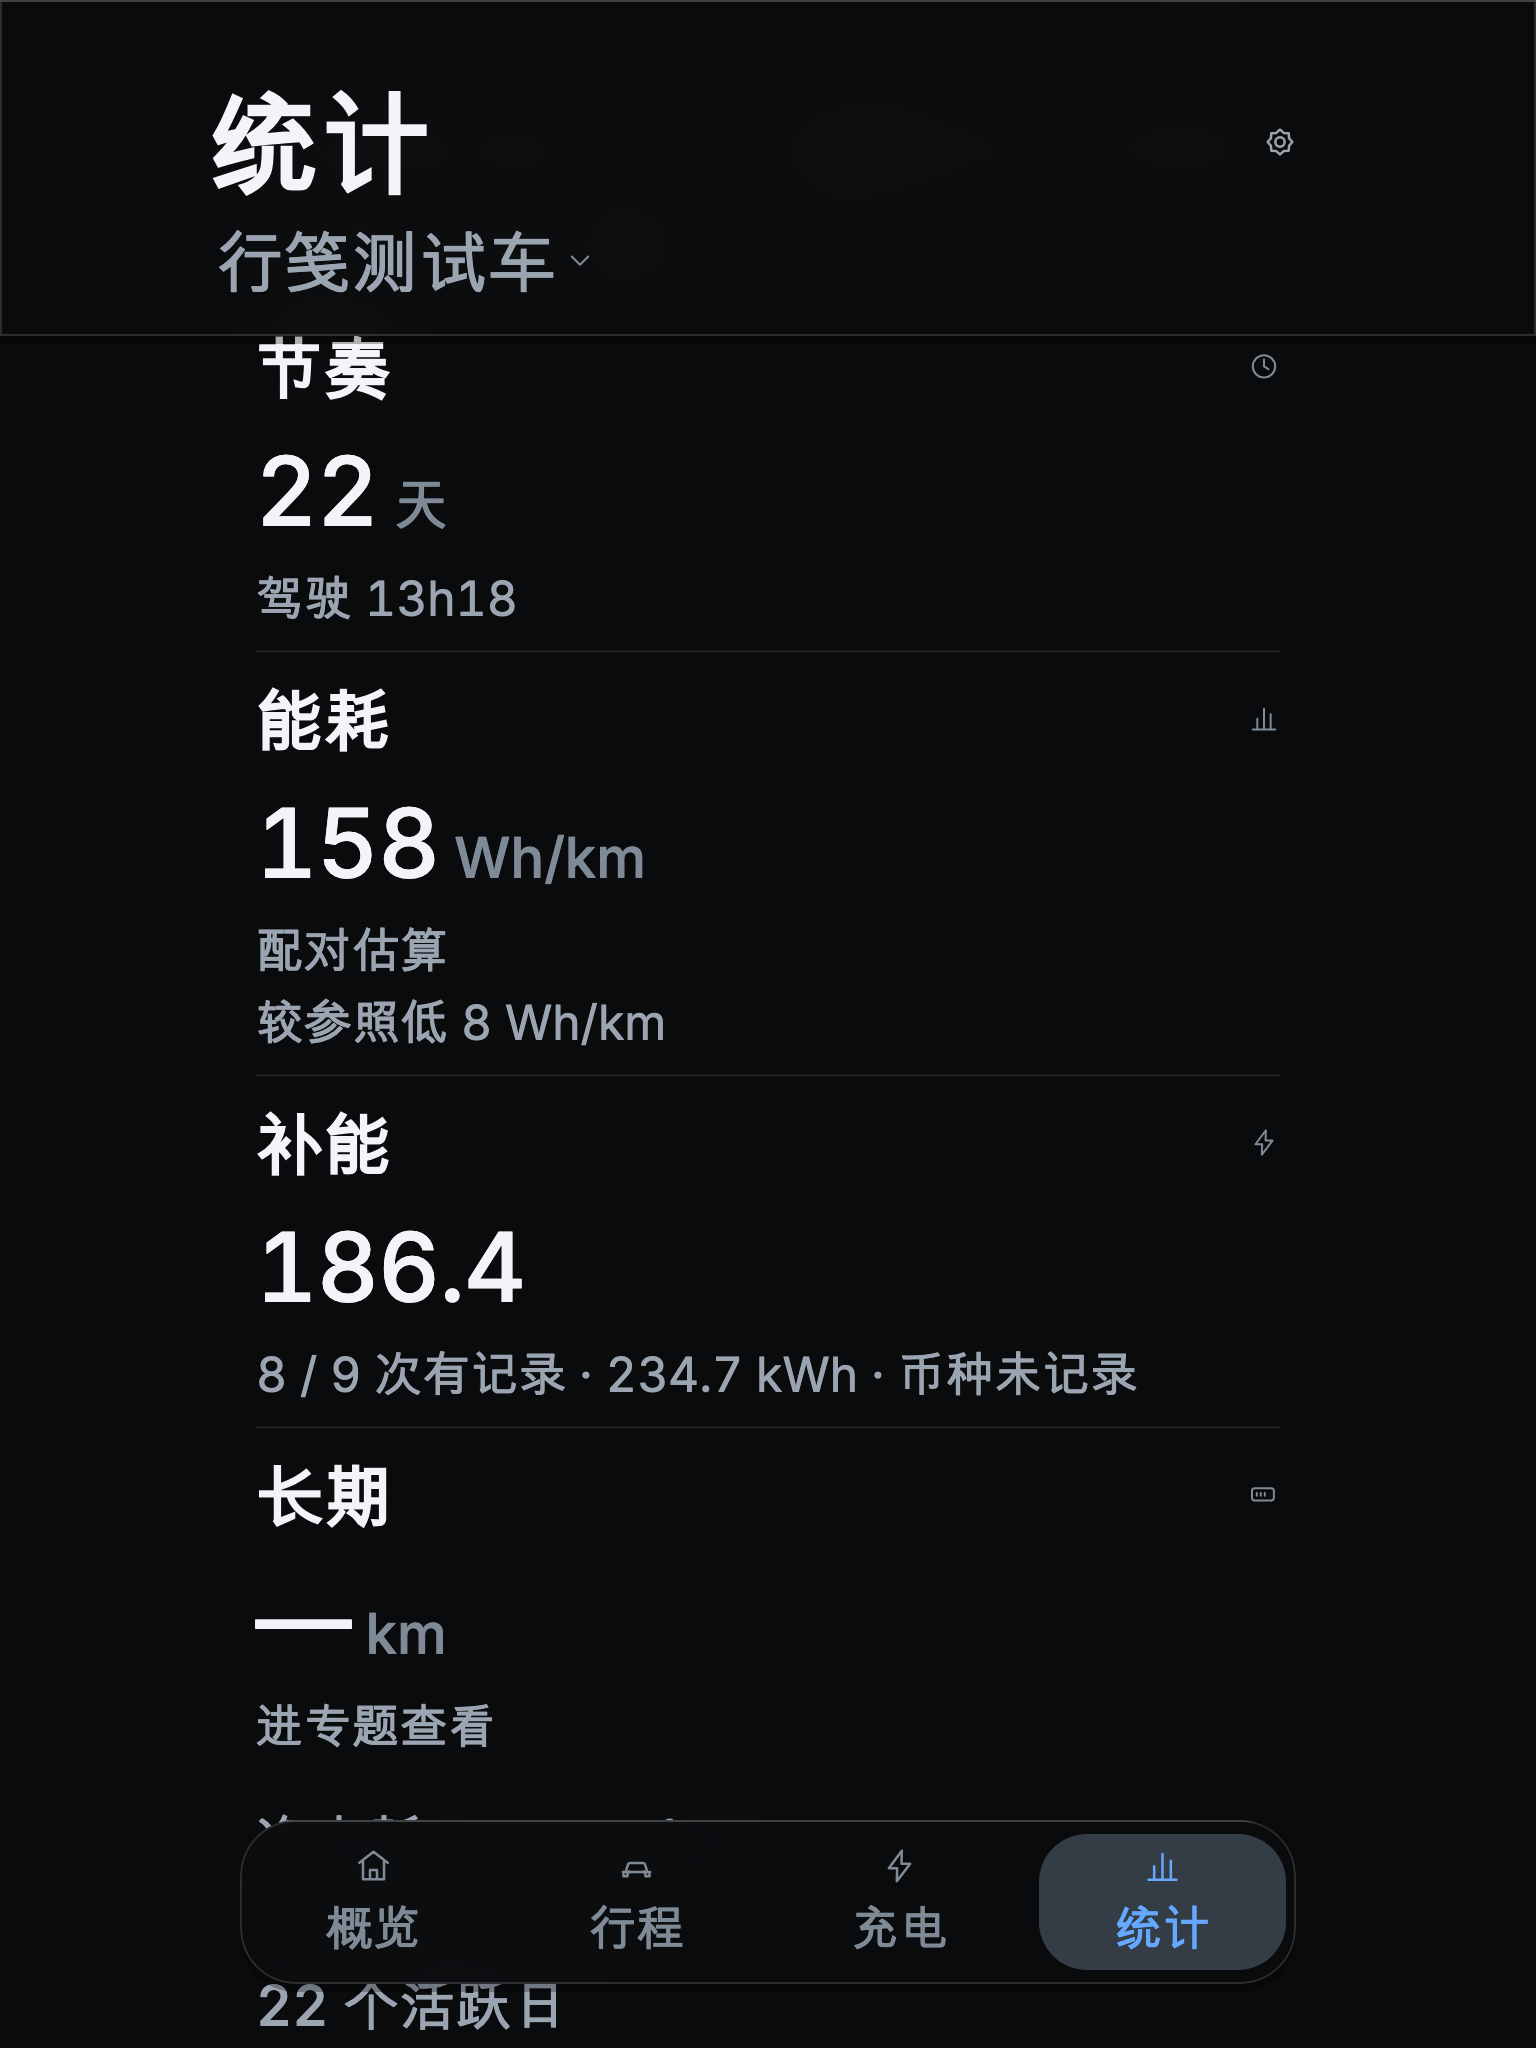 统计
行笺测试车
节奏
22 天
驾驶 13h18
能耗
158 Wh/km
配对估算
较参照低 8 Wh/km
补能
186.4
8 / 9 次有记录 · 234.7 kWh · 币种未记录
长期
— km
进专题查看
概览
行程
充电
统计
22 个活跃日